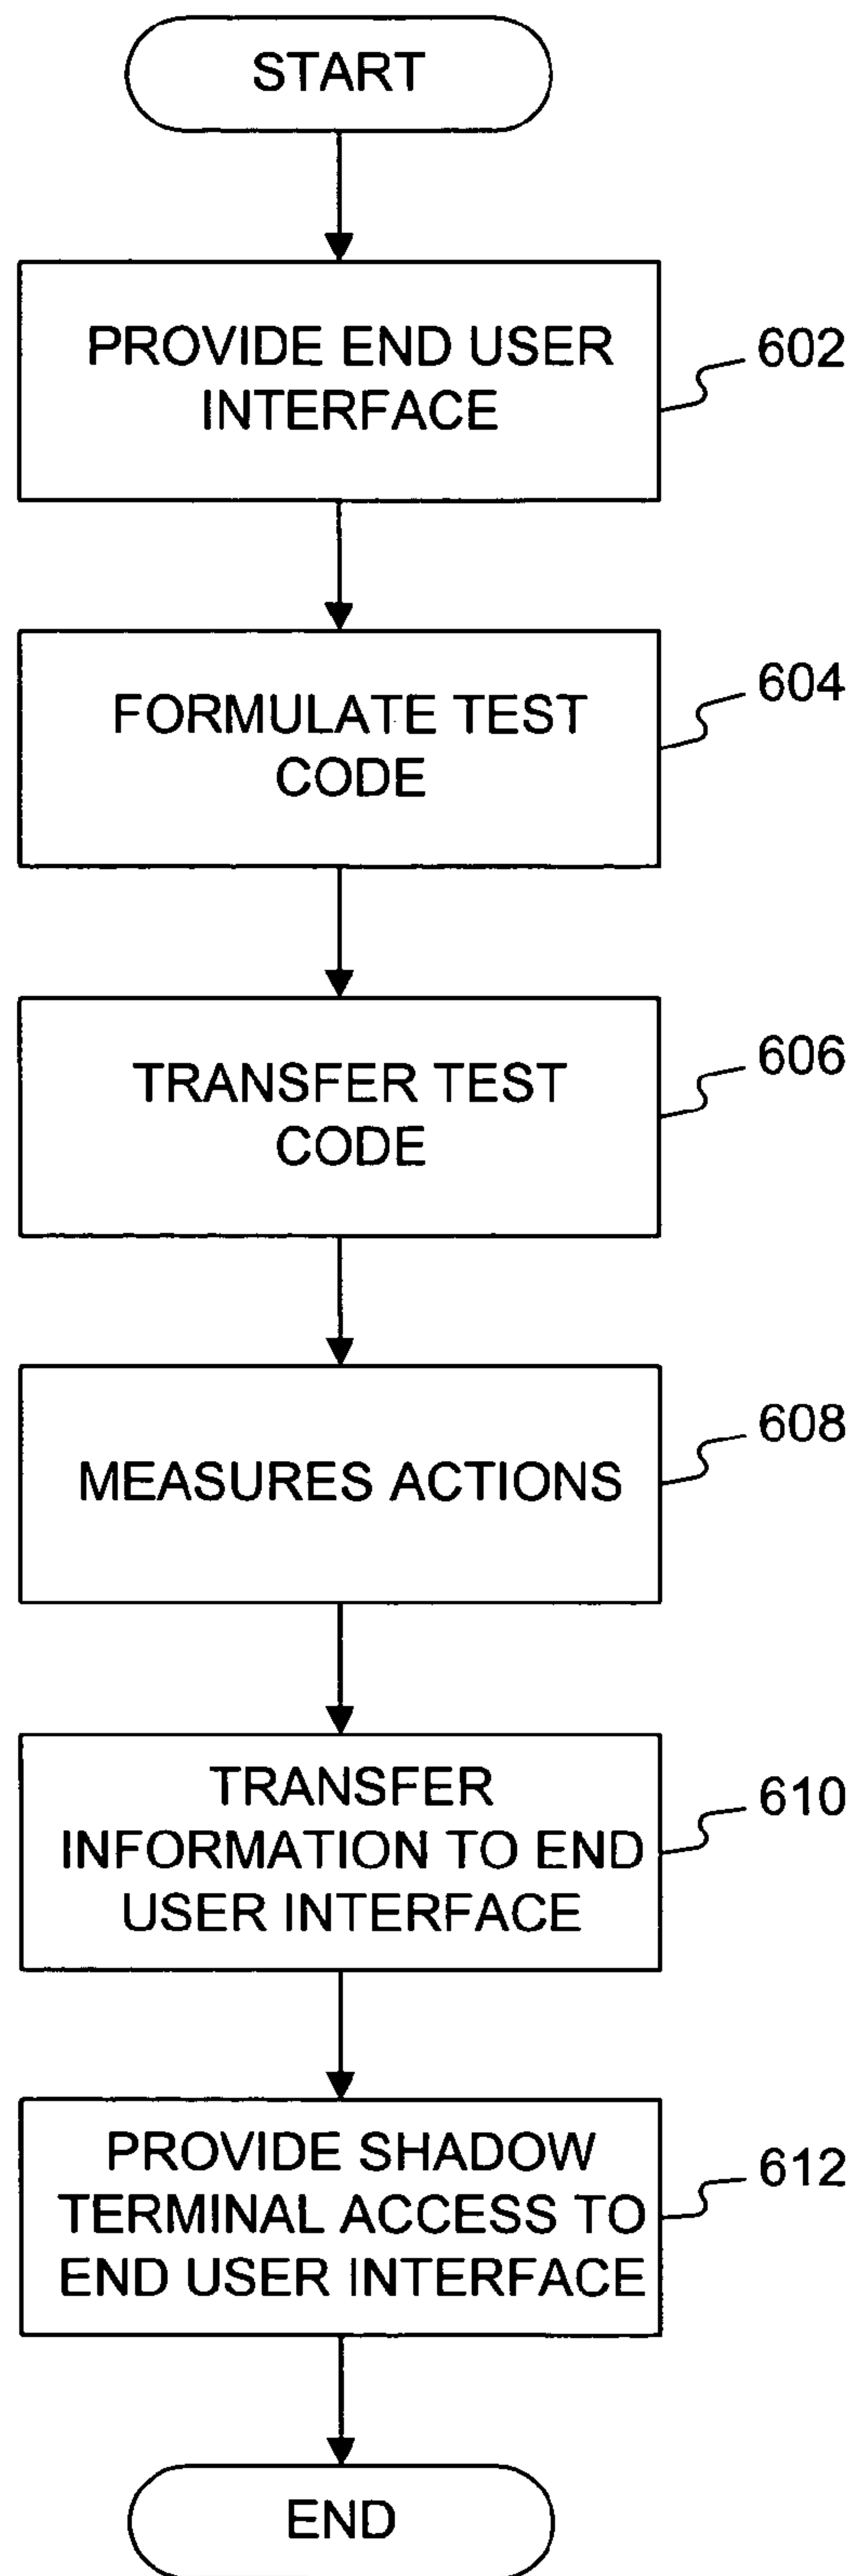 START
PROVIDE END USER
INTERFACE
602
FORMULATE TEST
CODE
604
TRANSFER TEST
CODE
606
MEASURES ACTIONS
608
TRANSFER
INFORMATION TO END
USER INTERFACE
610
PROVIDE SHADOW
TERMINAL ACCESS TO
END USER INTERFACE
612
END